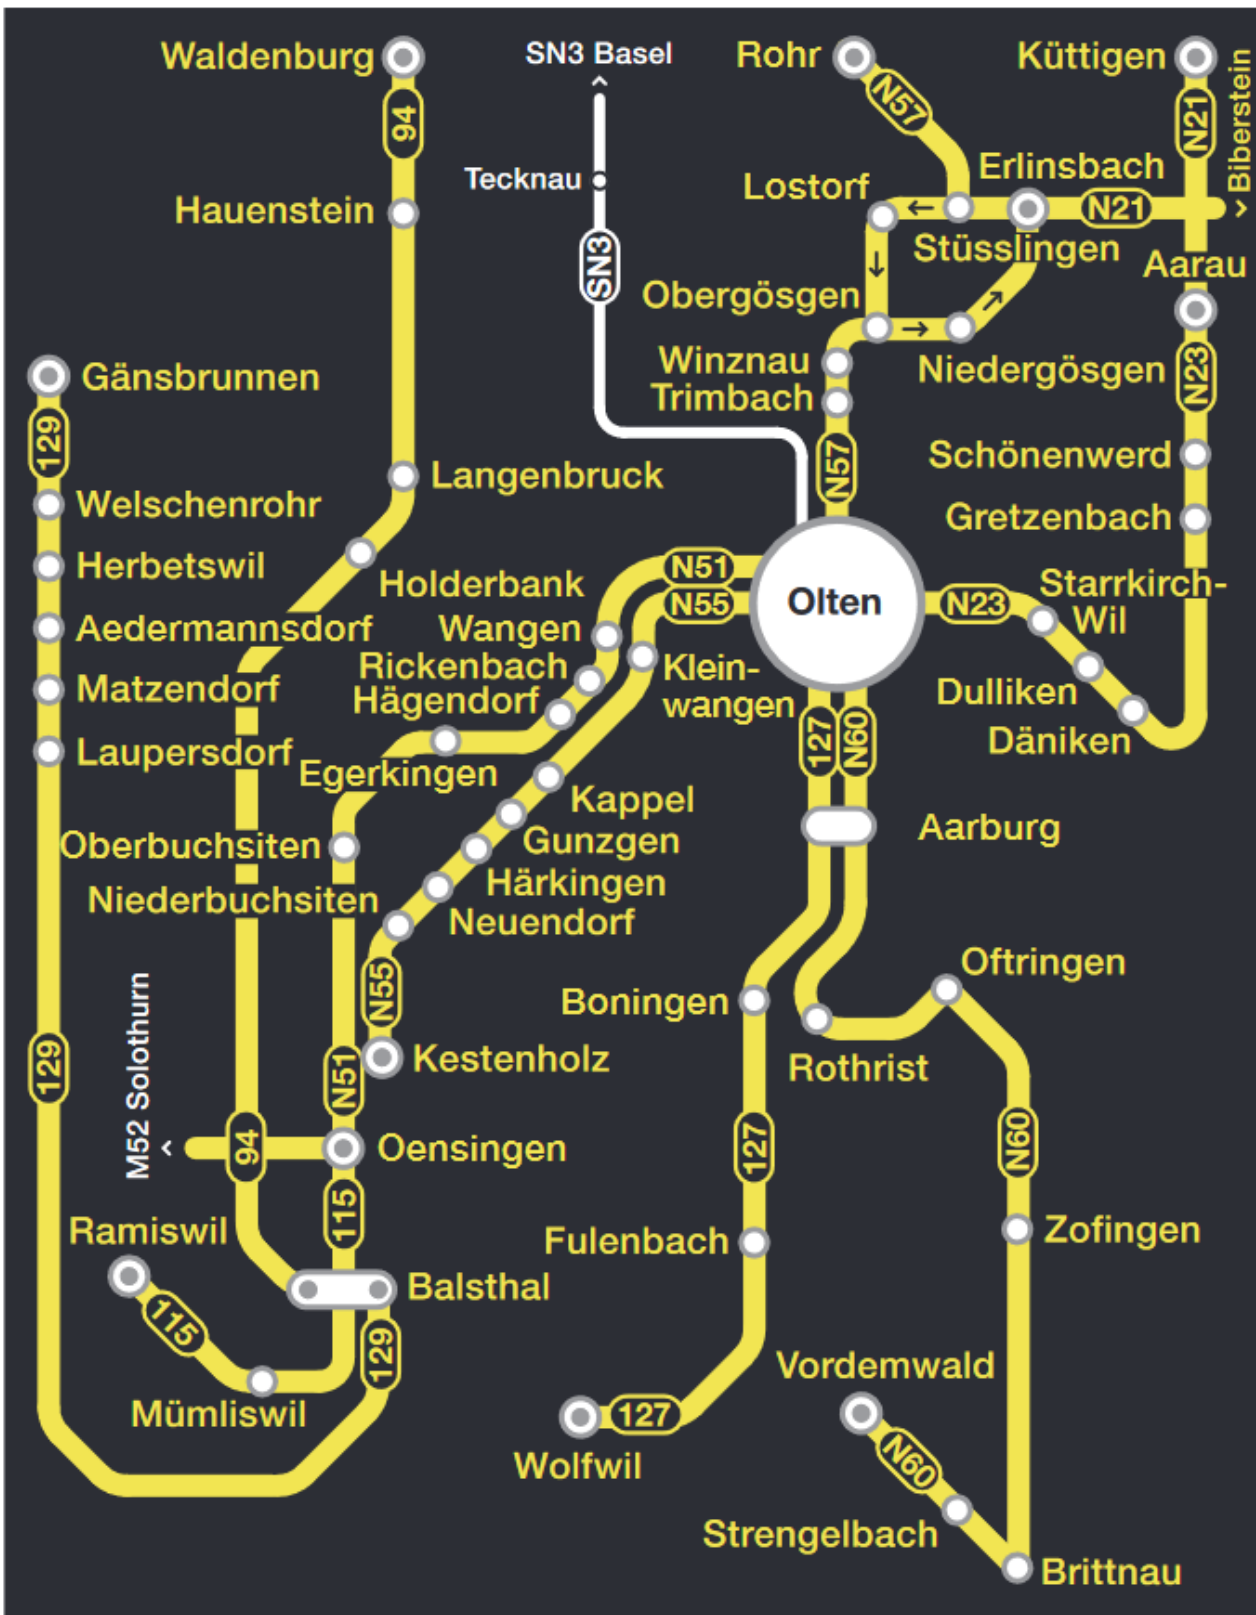 Waldenburg
SN3 Basel
Rohr
Küttigen
94
N57
N21
Biberstein
Tecknau
Erlinsbach
Lostorf
N21
Hauenstein
SN3
Stüsslingen
Aarau
Obergösgen
Winznau
Niedergösgen
N23
Gänsbrunnen
Trimbach
129
N57
Schönenwerd
Langenbruck
Welschenrohr
Gretzenbach
Herbetswil
Holderbank
N51
N55
Olten
N23
Starrkirch-
Wil
Aedermannsdorf
Wangen
Rickenbach
Klein-
wangen
Matzendorf
Hägendorf
Dulliken
Laupersdorf
127
N60
Däniken
Egerkingen
Kappel
Aarburg
Oberbuchsiten
Gunzgen
Härkingen
Niederbuchsiten
Neuendorf
Oftringen
N55
Boningen
M52 Solothurn
129
N51
Kestenholz
Rothrist
94
Oensingen
127
N60
115
Ramiswil
Fulenbach
Zofingen
Balsthal
115
129
Vordemwald
Mümliswil
127
Wolfwil
N60
Strengelbach
Brittnau